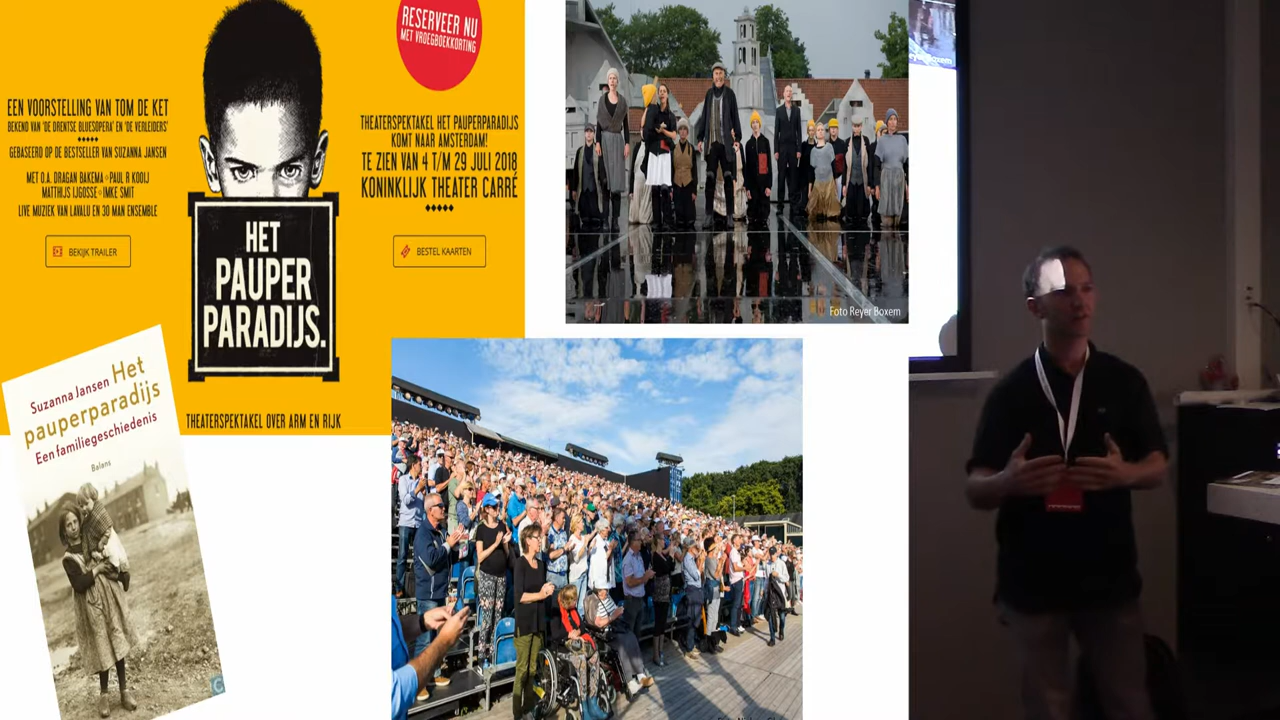 RESERVEER NU
MET VROEGBOEKKORTING
EEN VOORSTELLING VAN TOM DE KET
BEKEND VAN 'DE DRENTSE BLUESOPERA' EN 'DE VERLEIDERS'
GEBASEERD OP DE BESTSELLER VAN SUZANNA JANSEN
MET O.A. DRAGAN BAKEMA PAUL R KOOIJ
MATTHIJS IJGOSSE IMKE SMIT
LIVE MUZIEK VAN LAVALU EN 30 MAN ENSEMBLE
BEKIJK TRAILER
THEATERSPEKTAKEL HET PAUPERPARADIJS
KOMT NAAR AMSTERDAM!
TE ZIEN VAN 4 T/M 29 JULI 2018
KONINKLIJK THEATER CARRÉ
BESTEL KAARTEN
HET
PAUPER
PARADIJS.
THEATERSPEKTAKEL OVER ARM EN RIJK
Suzanna Jansen Het
pauperparadijs
Een familiegeschiedenis
Balans
Foto Reyer Boxem